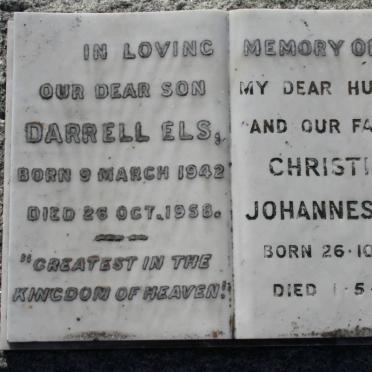 IN LOVING
OUR DEAR SON
DARRELL ELS,
BORN 9 MARCH 1942
DIED 26 OCT. 1958.
"GREATEST IN THE
KINGDOM OF HEAVEN."
MEMORY OF
MY DEAR HU
AND OUR FA
CHRISTI
JOHANNES
BORN 26·10
DIED 1·5·